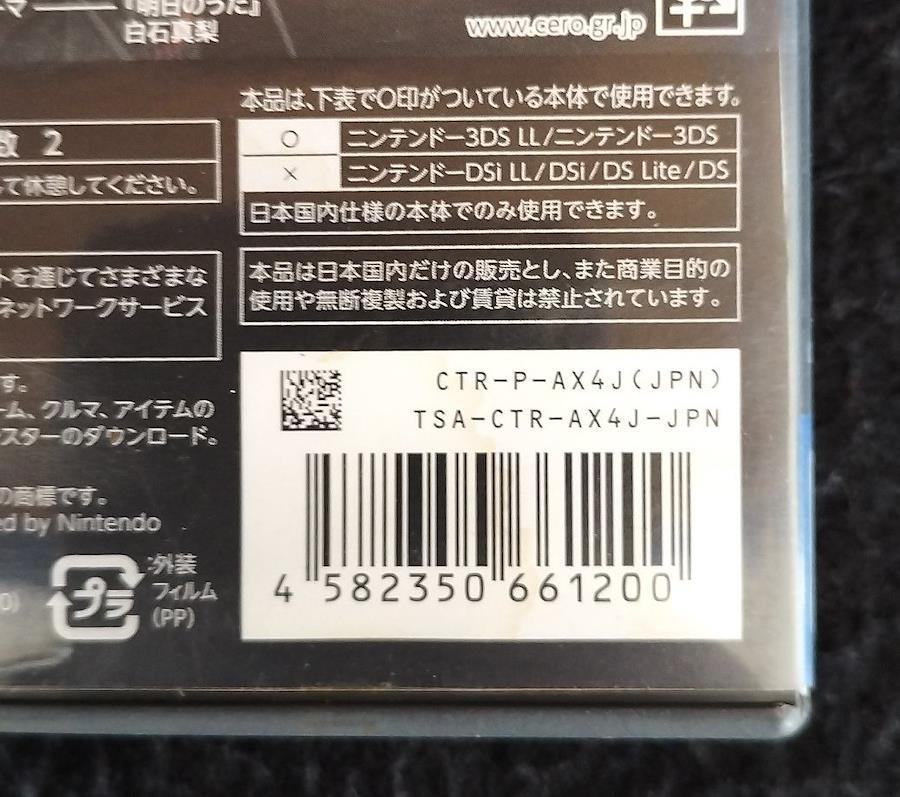 『明日のうた』
白石真梨
www.cero.gr.jp
本品は、下表で○印がついている本体で使用できます。
○ ニンテンドー3DS LL/ニンテンドー3DS
× ニンテンドーDSi LL/DSi/DS Lite/DS
日本国内仕様の本体でのみ使用できます。
数 2
て休憩してください。
本品は日本国内だけの販売とし、また商業目的の
使用や無断複製および賃貸は禁止されています。
トを通じてさまざまな
ネットワークサービス
CTR-P-AX4J(JPN)
TSA-CTR-AX4J-JPN
4 582350 661200
す。
ーム、クルマ、アイテムの
スターのダウンロード。
の商標です。
ed by Nintendo
プラ
:外装
フィルム
(PP)